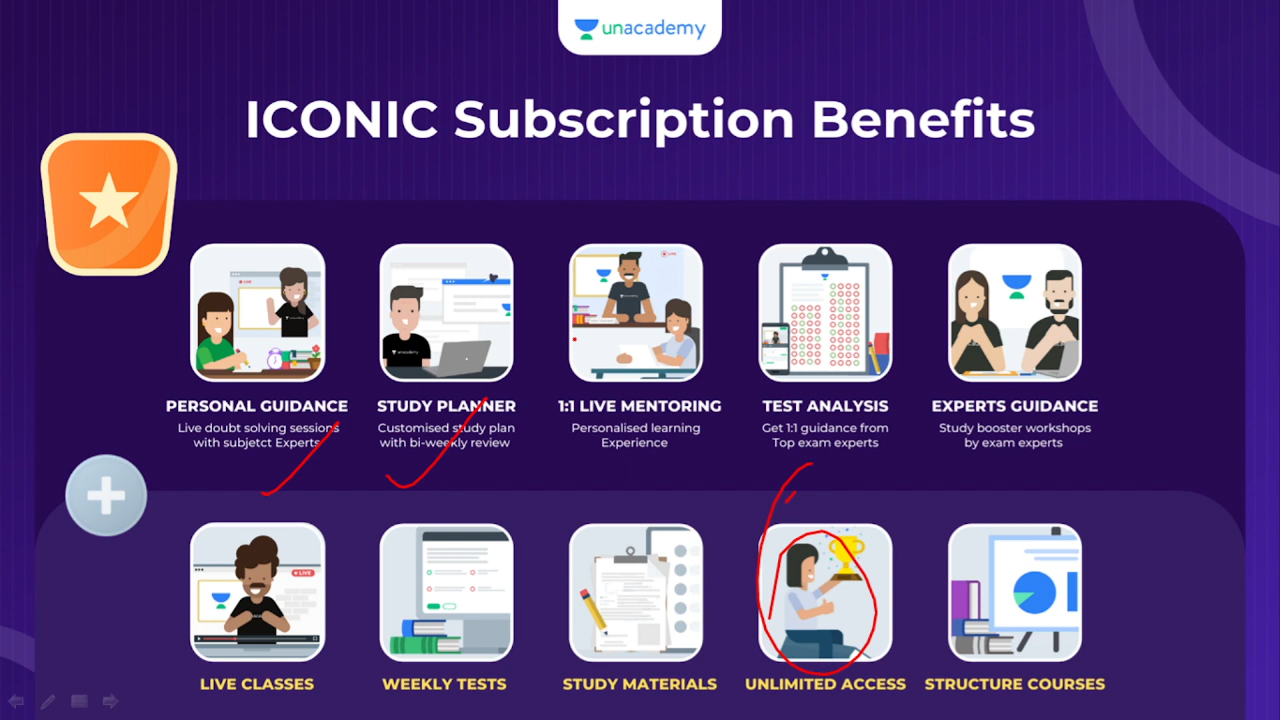 unacademy
ICONIC Subscription Benefits
PERSONAL GUIDANCE
Live doubt solving sessions
with subjetct Experts
STUDY PLANNER
Customised study plan
with bi-weekly review
1:1 LIVE MENTORING
Personalised learning
Experience
TEST ANALYSIS
Get 1:1 guidance from
Top exam experts
EXPERTS GUIDANCE
Study booster workshops
by exam experts
LIVE
LIVE CLASSES
WEEKLY TESTS
STUDY MATERIALS
UNLIMITED ACCESS
STRUCTURE COURSES